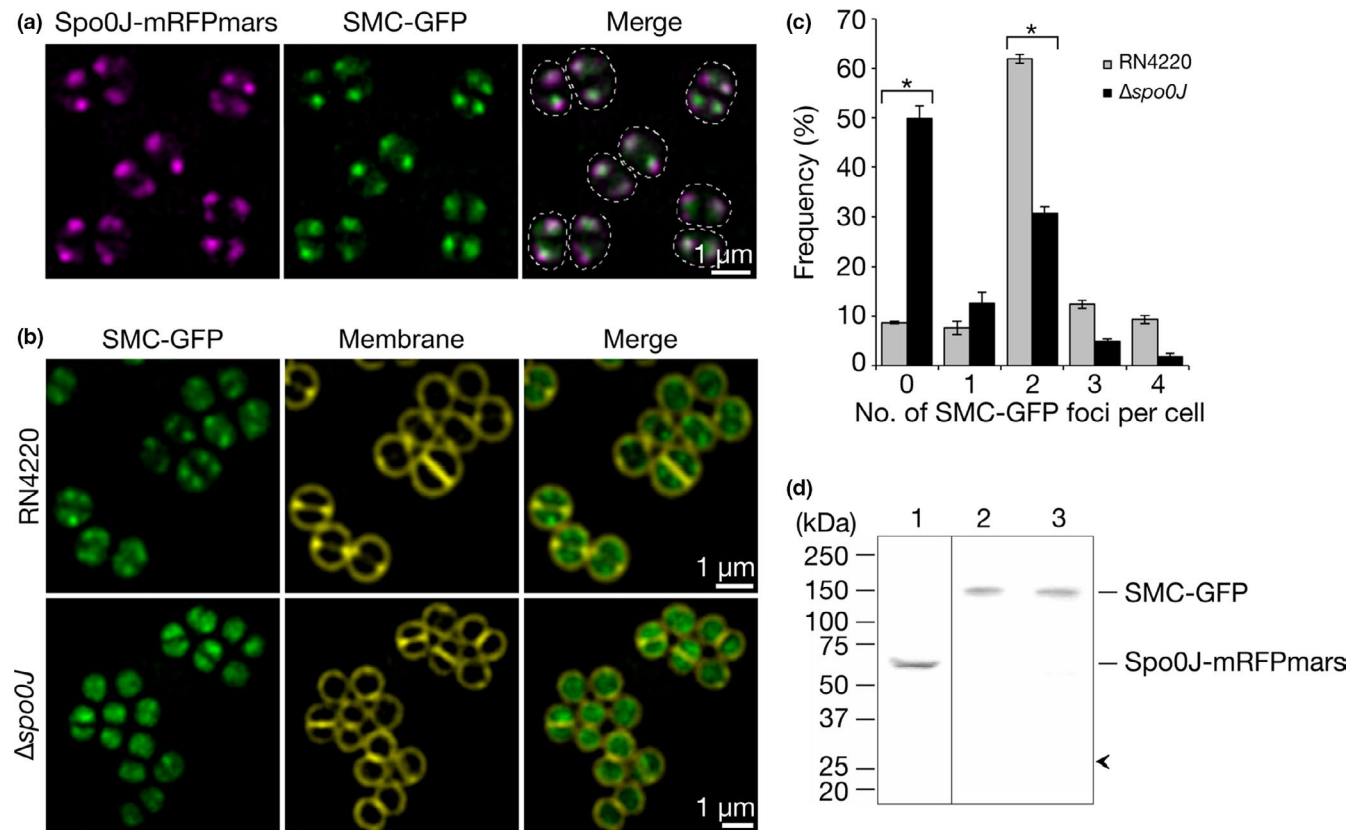 (a) Spo0J-mRFPmars SMC-GFP Merge
1 µm
(b) SMC-GFP Membrane Merge
RN4220
1 µm
Δspo0J
1 µm
(c)
70
60
50
40
30
20
10
0
Frequency (%)
* *
RN4220
Δspo0J
0 1 2 3 4
No. of SMC-GFP foci per cell
(d)
(kDa) 1 2 3
250
150
100
75
50
37
25
20
SMC-GFP
Spo0J-mRFPmars